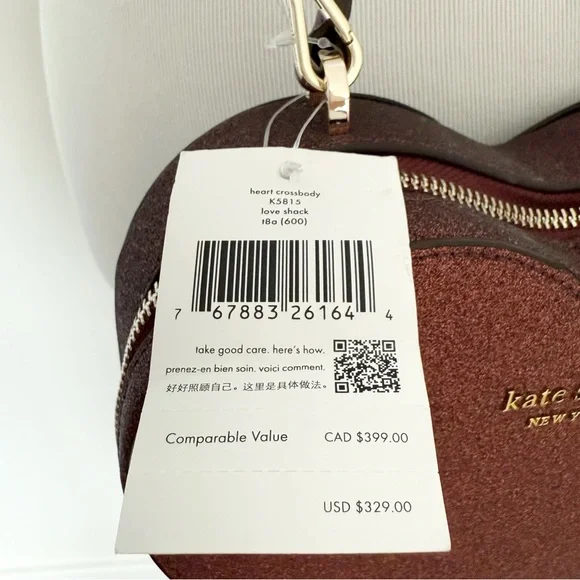 heart crossbody
K5815
love shack
t8a (600)
7 67883 26164 4
take good care. here's how.
prenez-en bien soin. voici comment.
好好照顾自己。这里是具体做法。
Comparable Value CAD $399.00
USD $329.00
kate s
NEW Y